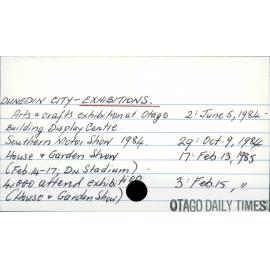 DUNEDIN CITY - EXHIBITIONS.
Arts & crafts exhibition at Otago 2: June 5, 1984.
Building Display Centre
Southern Motor Show 1984. 29: Oct. 9, 1984
House & Garden Show 17: Feb. 13, 1985
(Feb. 14-17, Dn Stadium).
41,000 attend exhibition 3: Feb. 15, "
(House & Garden Show)
OTAGO DAILY TIMES